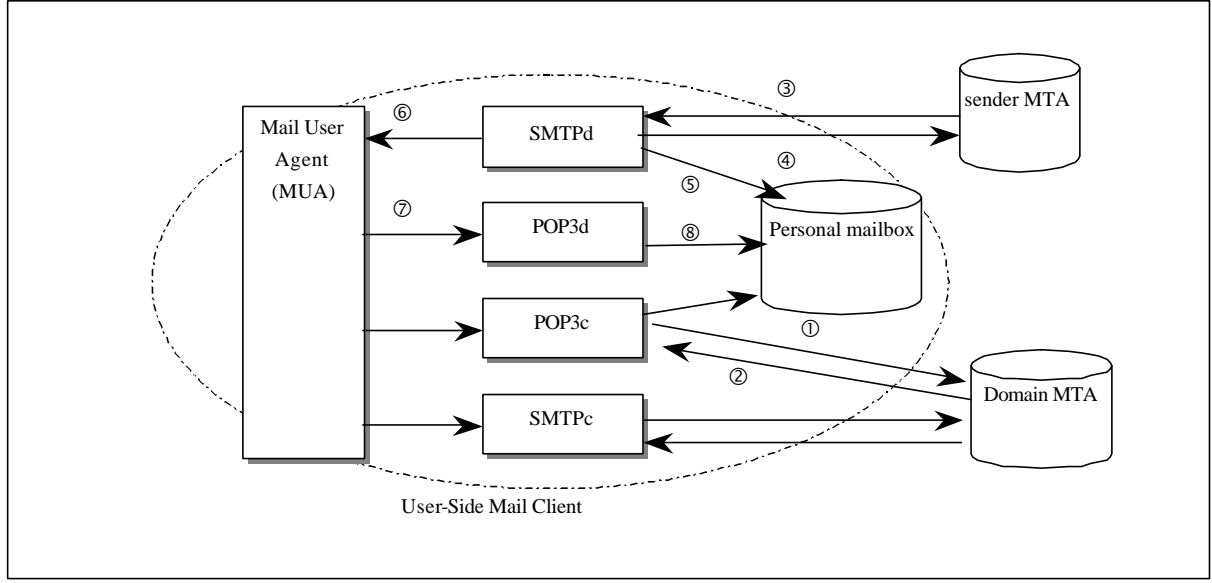 ③
sender MTA
⑥
SMTPd
Mail User
Agent
(MUA)
④
⑤
⑦
POP3d
⑧
Personal mailbox
POP3c
①
②
Domain MTA
SMTPc
User-Side Mail Client